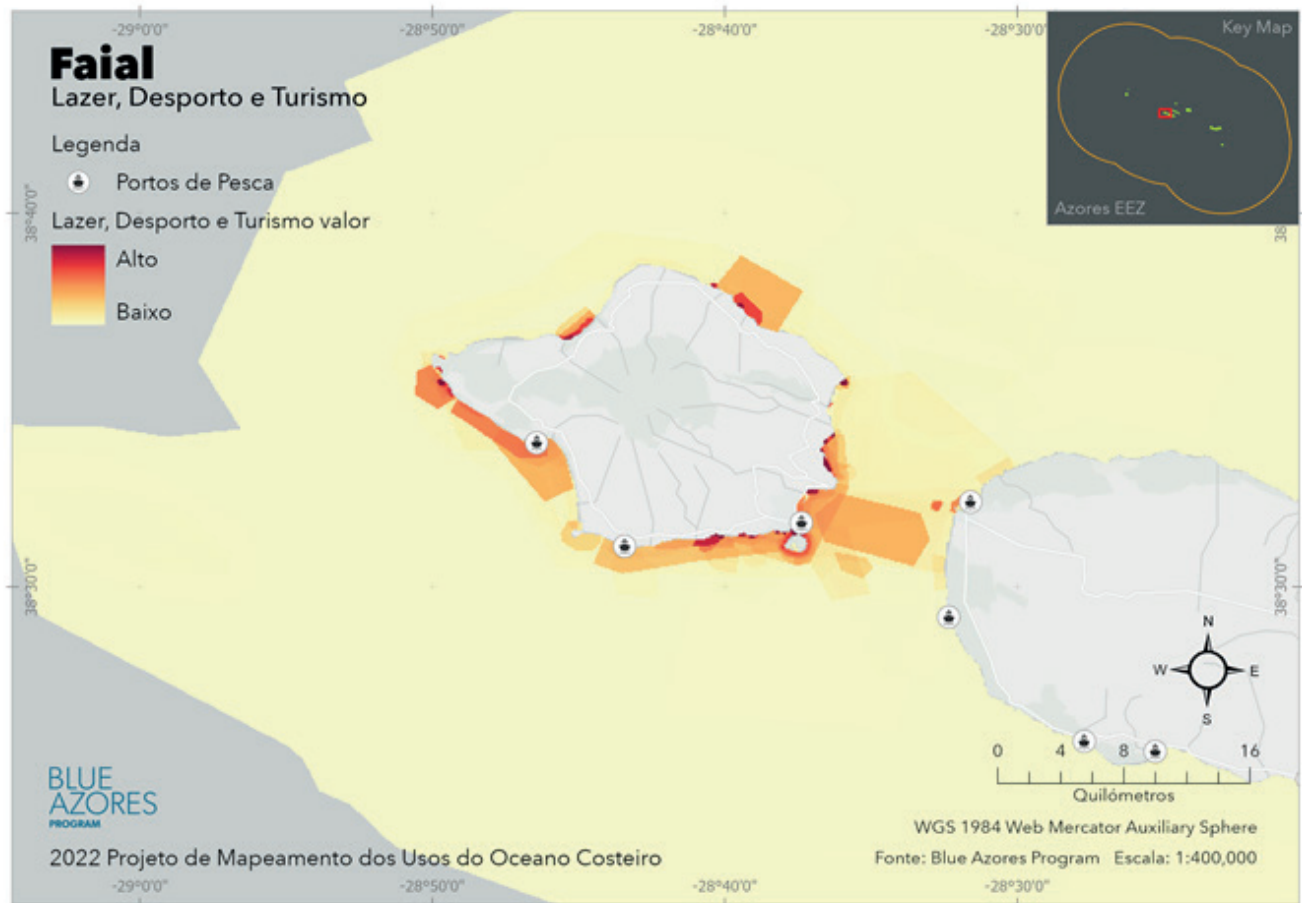 -29°0'0"
-28°50'0"
-28°40'0"
-28°30'0"
Faial
Lazer, Desporto e Turismo
Legenda
Portos de Pesca
Lazer, Desporto e Turismo valor
Alto
Baixo
Key Map
Azores EEZ
38°40'0"
38°30'0"
38°30'0"
N
W
E
S
0 4 8 16
Quilómetros
BLUE
AZORES
PROGRAM
WGS 1984 Web Mercator Auxiliary Sphere
2022 Projeto de Mapeamento dos Usos do Oceano Costeiro
Fonte: Blue Azores Program Escala: 1:400,000
-29°0'0"
-28°50'0"
-28°40'0"
-28°30'0"